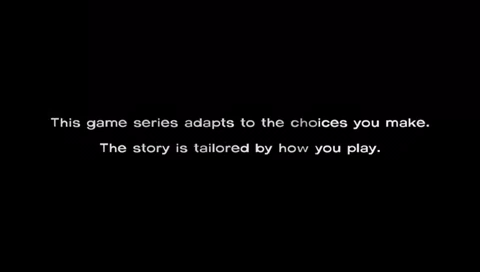 This game series adapts to the choices you make.
The story is tailored by how you play.